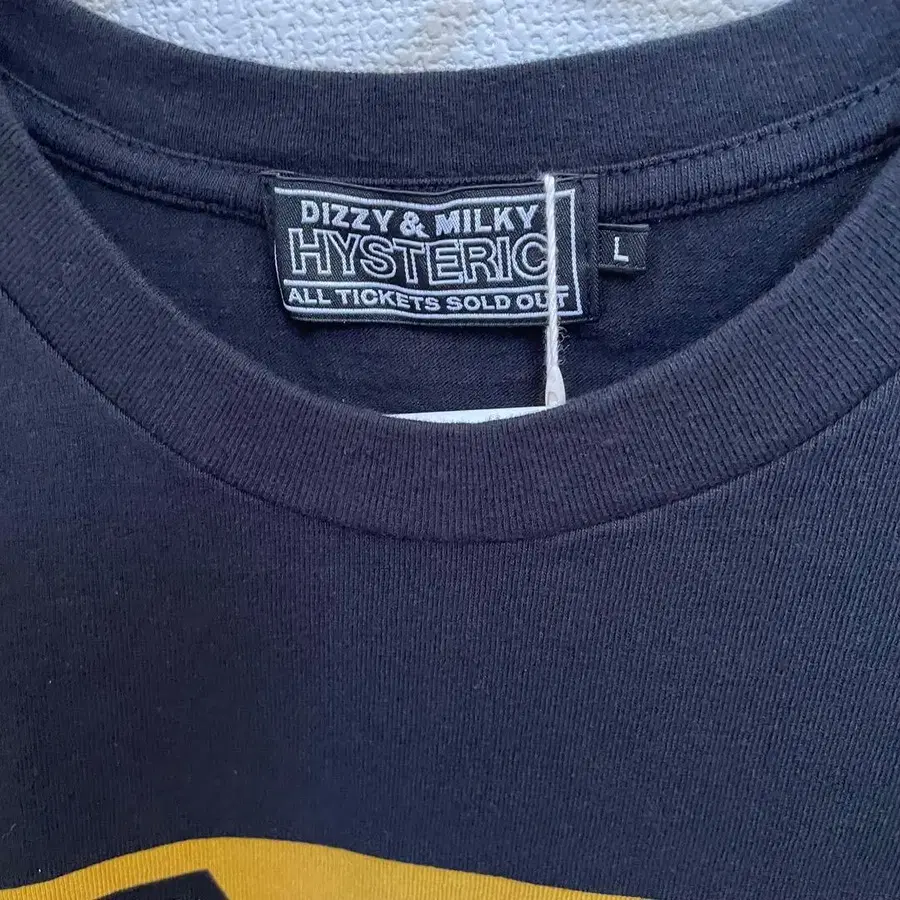 DIZZY & MILKY
HYSTERIC
ALL TICKETS SOLD OUT
L